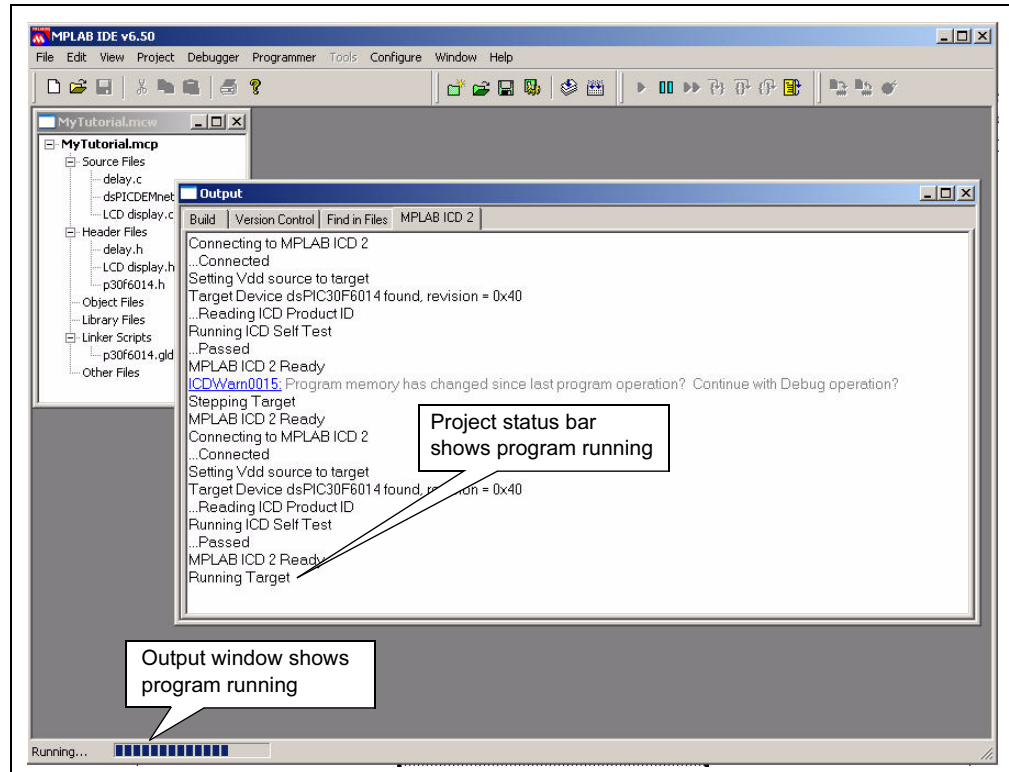 MPLAB IDE v6.50
File Edit View Project Debugger Programmer Tools Configure Window Help
MyTutorial.mcw
MyTutorial.mcp
Source Files
delay.c
dsPICDEMnet
LCD display.c
Header Files
delay.h
LCD display.h
p30f6014.h
Object Files
Library Files
Linker Scripts
p30f6014.gld
Other Files
Output
Build Version Control Find in Files MPLAB ICD 2
Connecting to MPLAB ICD 2
...Connected
Setting Vdd source to target
Target Device dsPIC30F6014 found, revision = 0x40
...Reading ICD Product ID
Running ICD Self Test
...Passed
MPLAB ICD 2 Ready
ICDWarn0015: Program memory has changed since last program operation? Continue with Debug operation?
Stepping Target
MPLAB ICD 2 Ready
Connecting to MPLAB ICD 2
...Connected
Setting Vdd source to target
Target Device dsPIC30F6014 found, revision = 0x40
...Reading ICD Product ID
Running ICD Self Test
...Passed
MPLAB ICD 2 Ready
Running Target
Project status bar
shows program running
Output window shows
program running
Running...